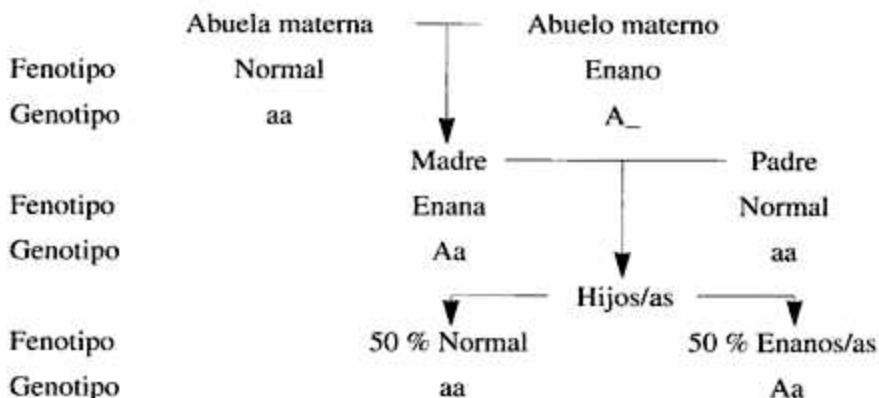 Abuela materna Abuelo materno
Fenotipo Normal Enano
Genotipo aa A_
Madre Padre
Fenotipo Enana Normal
Genotipo Aa aa
Hijos/as
Fenotipo 50 % Normal 50 % Enanos/as
Genotipo aa Aa